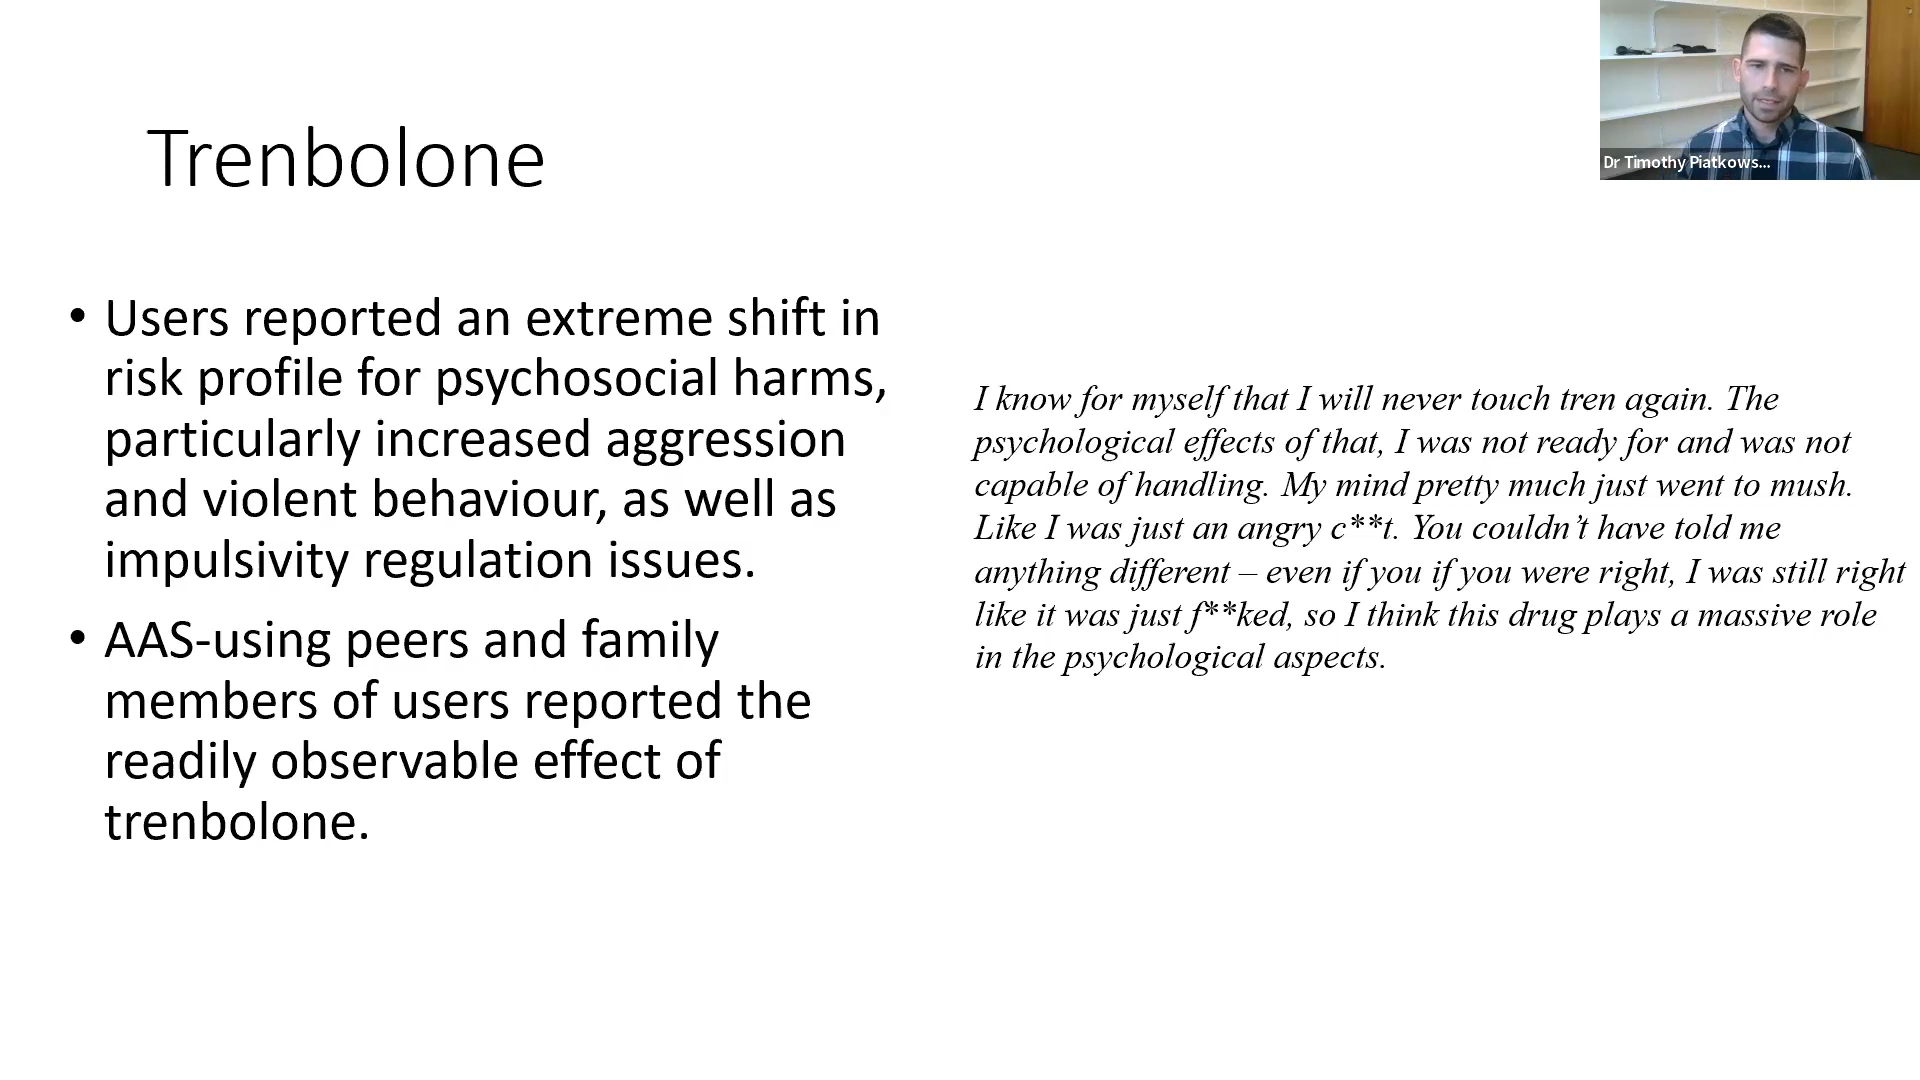 Trenbolone
• Users reported an extreme shift in
risk profile for psychosocial harms,
particularly increased aggression
and violent behaviour, as well as
impulsivity regulation issues.
• AAS-using peers and family
members of users reported the
readily observable effect of
trenbolone.
I know for myself that I will never touch tren again. The
psychological effects of that, I was not ready for and was not
capable of handling. My mind pretty much just went to mush.
Like I was just an angry c**t. You couldn’t have told me
anything different – even if you if you were right, I was still right
like it was just f**ked, so I think this drug plays a massive role
in the psychological aspects.
Dr Timothy Piatkows...